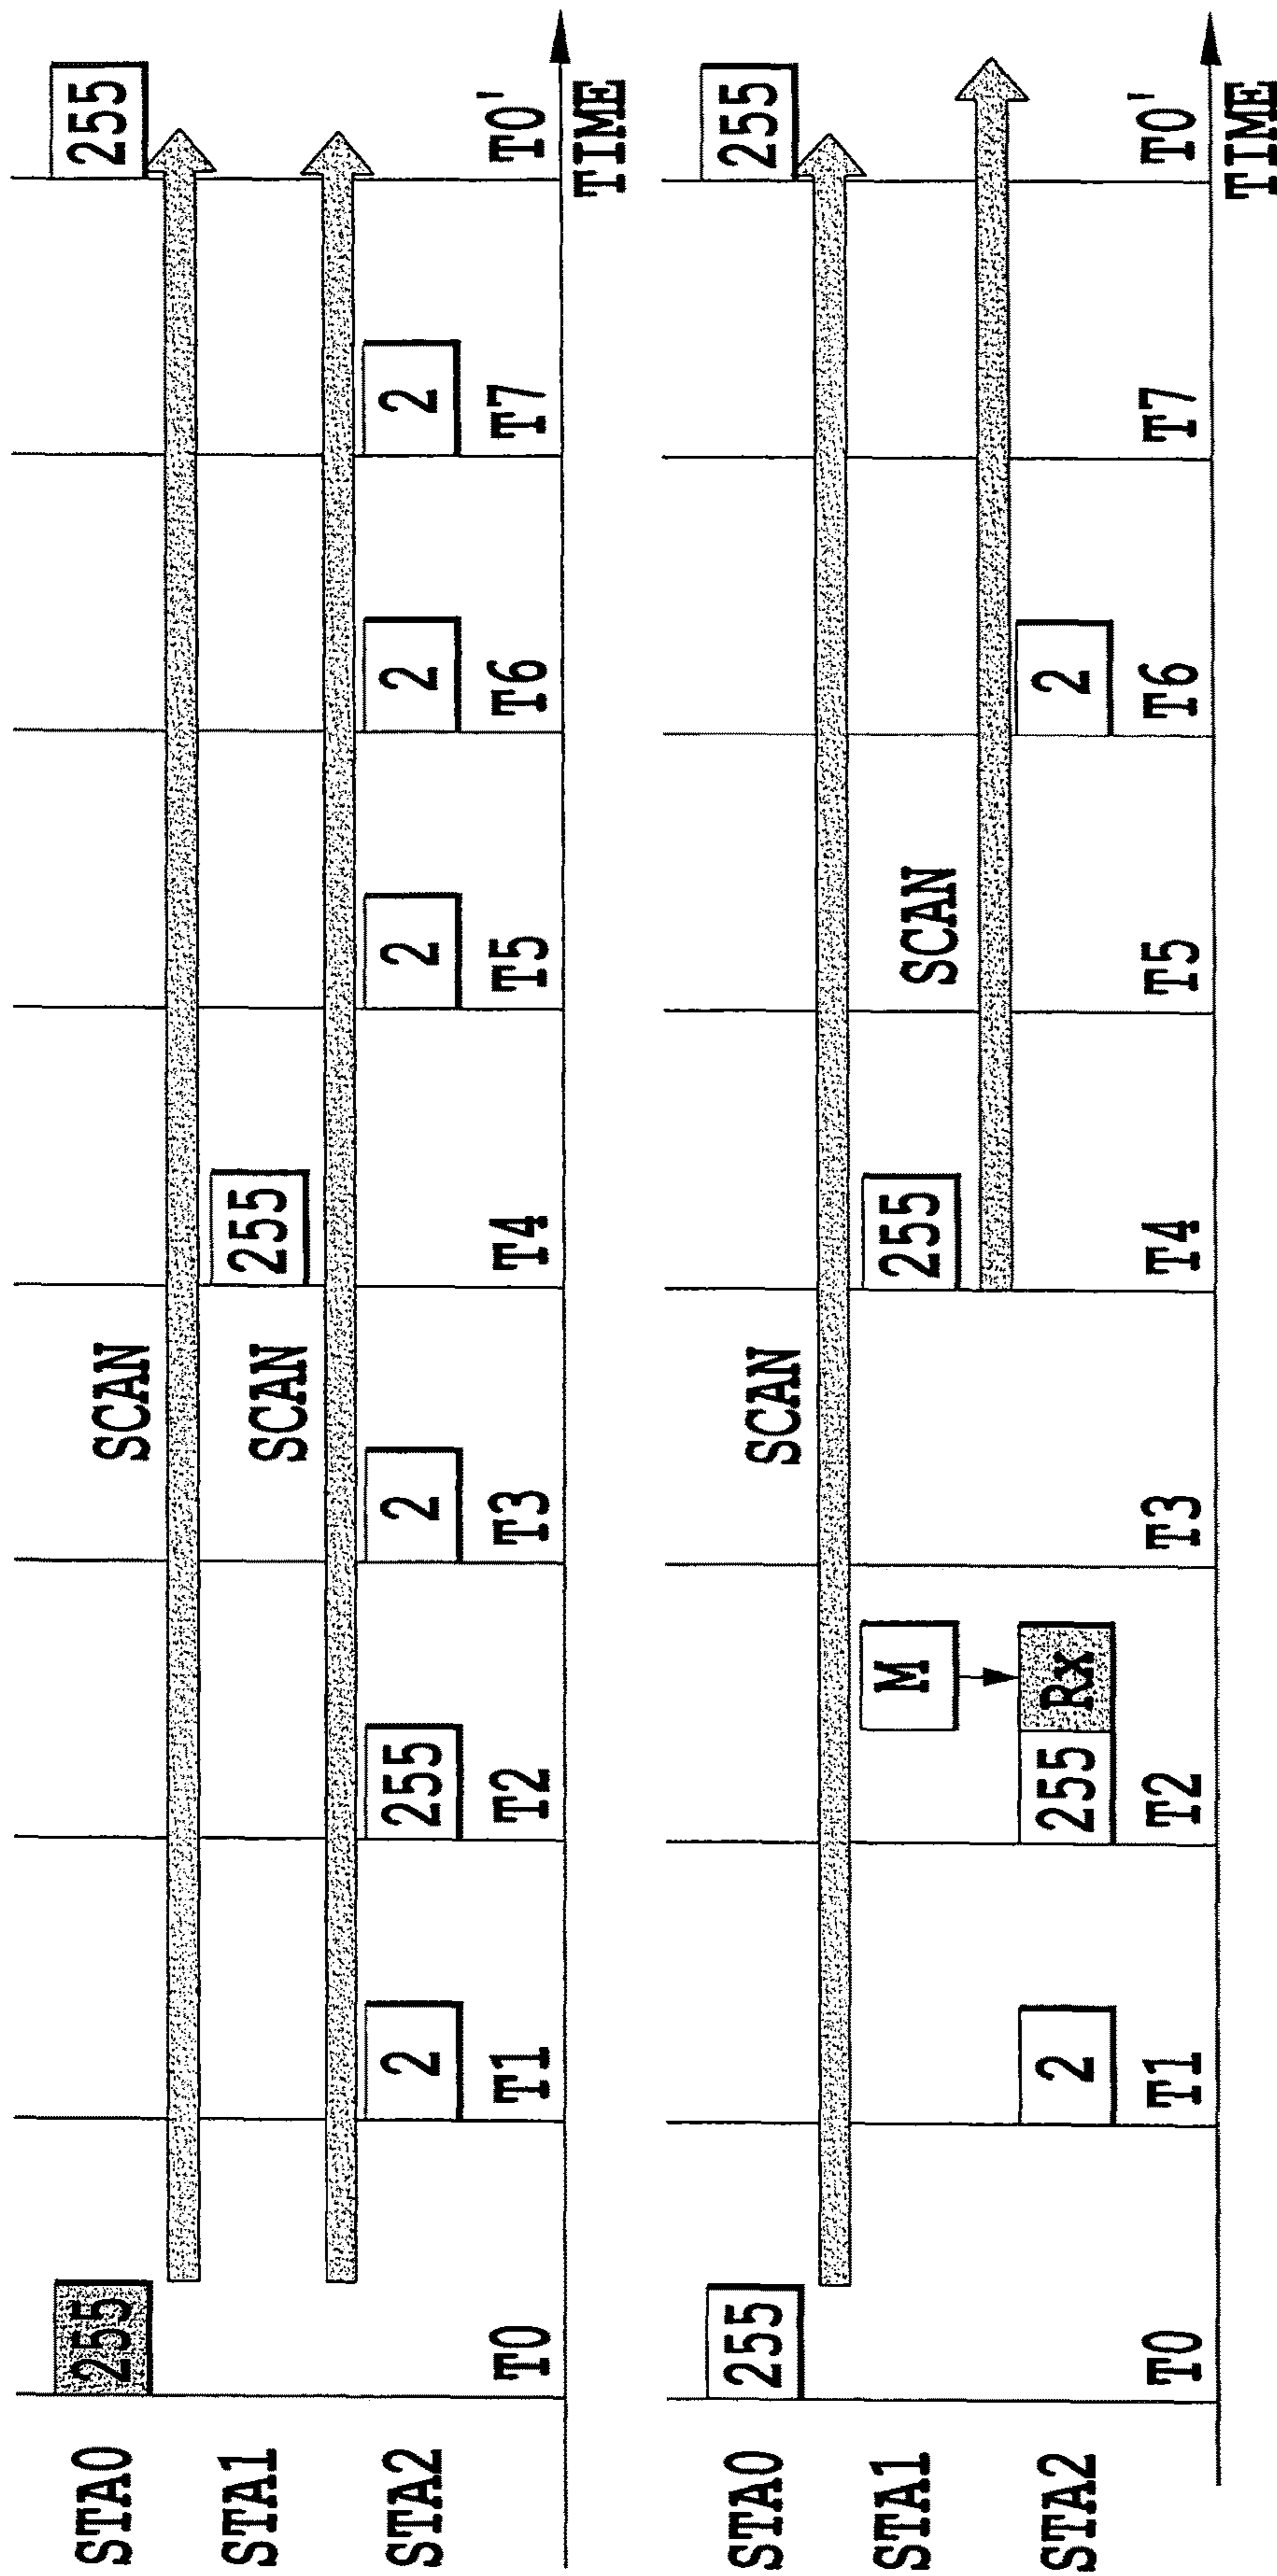 STA0 255 255
SCAN
STA1 255
SCAN
STA2 2 255 2 2 2 2
T0 T1 T2 T3 T4 T5 T6 T7 T0'
TIME
STA0 255 255
SCAN
STA1 M 255
SCAN
STA2 2 255 Rx 2
T0 T1 T2 T3 T4 T5 T6 T7 T0'
TIME